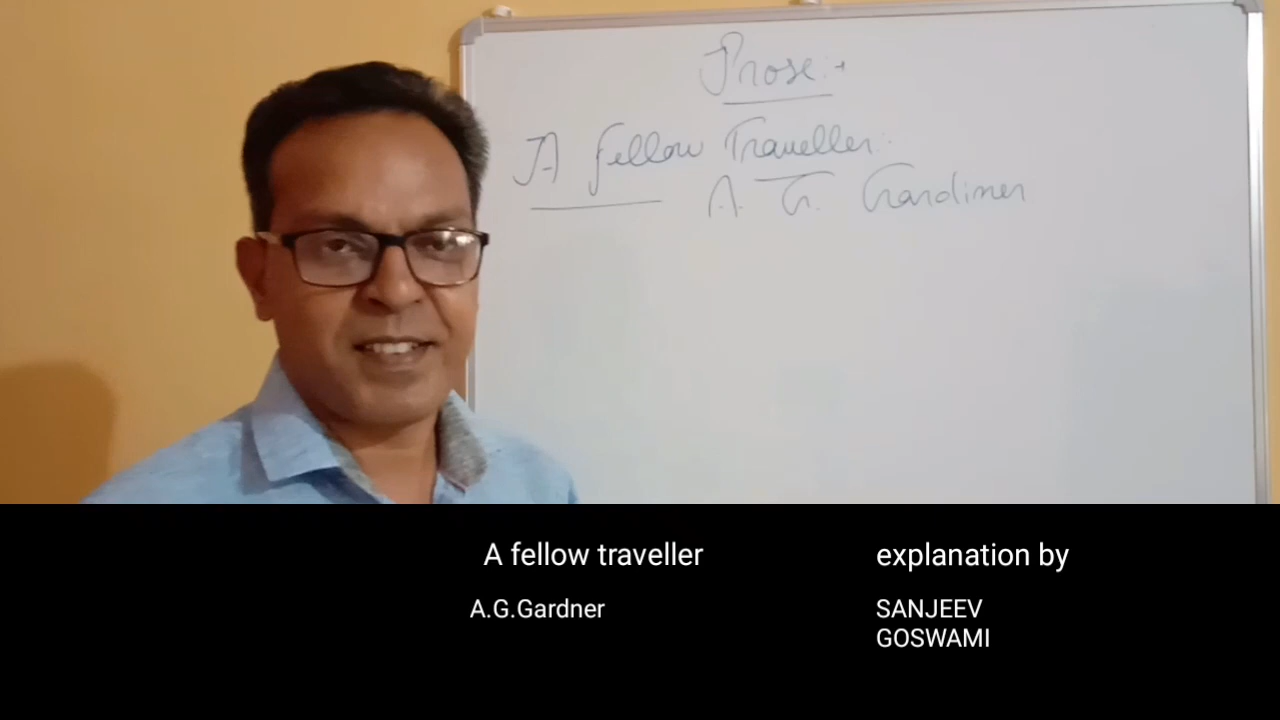 Prose:-
A Fellow Traveller:-
A. G. Gardiner
A fellow traveller
explanation by
A.G.Gardner
SANJEEV
GOSWAMI